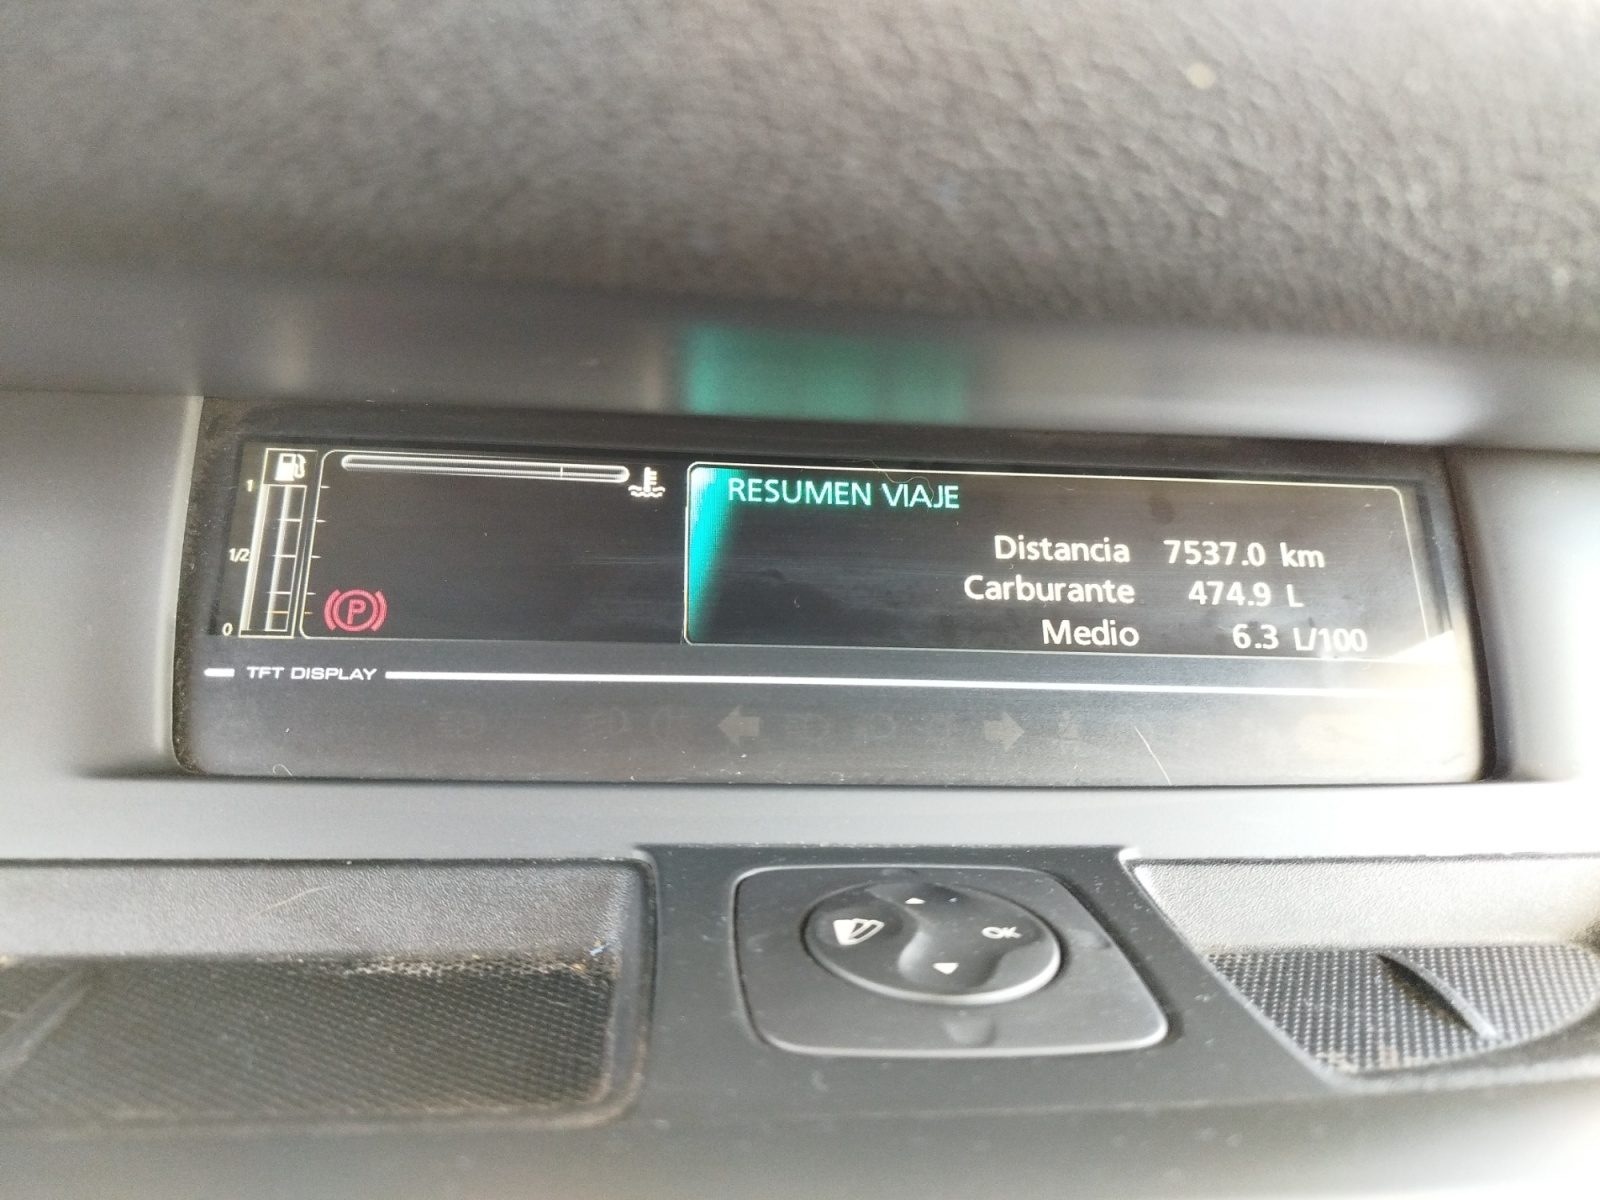 1
1/2
0
P
RESUMEN VIAJE
Distancia 7537.0 km
Carburante 474.9 L
Medio 6.3 L/100
TFT DISPLAY
OK